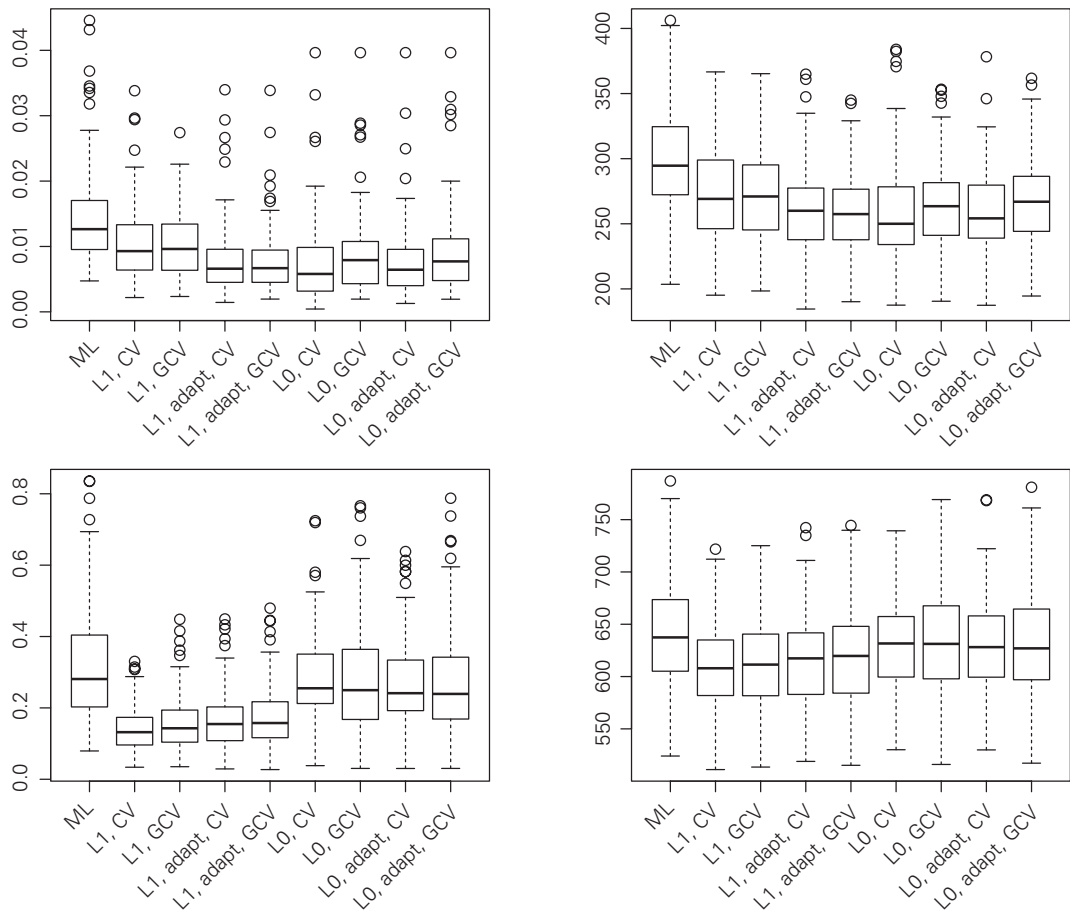 0.04
0.03
0.02
0.01
0.00
ML
L1, CV
L1, GCV
L1, adapt, CV
L1, adapt, GCV
L0, CV
L0, GCV
L0, adapt, CV
L0, adapt, GCV
400
350
300
250
200
ML
L1, CV
L1, GCV
L1, adapt, CV
L1, adapt, GCV
L0, CV
L0, GCV
L0, adapt, CV
L0, adapt, GCV
0.8
0.6
0.4
0.2
0.0
ML
L1, CV
L1, GCV
L1, adapt, CV
L1, adapt, GCV
L0, CV
L0, GCV
L0, adapt, CV
L0, adapt, GCV
750
700
650
600
550
ML
L1, CV
L1, GCV
L1, adapt, CV
L1, adapt, GCV
L0, CV
L0, GCV
L0, adapt, CV
L0, adapt, GCV